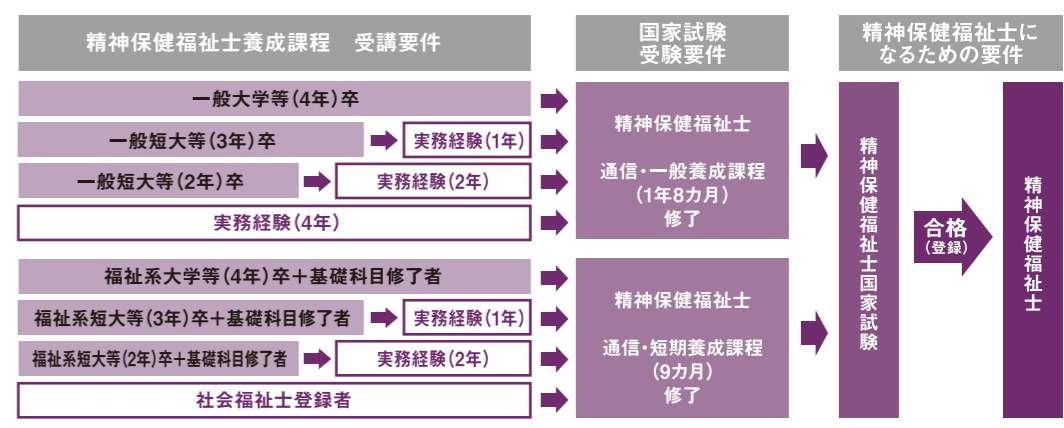 精神保健福祉士養成課程　受講要件
国家試験
受験要件
精神保健福祉士に
なるための要件
一般大学等(4年)卒
一般短大等(3年)卒
実務経験(1年)
一般短大等(2年)卒
実務経験(2年)
実務経験(4年)
精神保健福祉士
通信・一般養成課程
(1年8カ月)
修了
福祉系大学等(4年)卒＋基礎科目修了者
福祉系短大等(3年)卒＋基礎科目修了者
実務経験(1年)
福祉系短大等(2年)卒＋基礎科目修了者
実務経験(2年)
社会福祉士登録者
精神保健福祉士
通信・短期養成課程
(9カ月)
修了
精神保健福祉士国家試験
合格
(登録)
精神保健福祉士